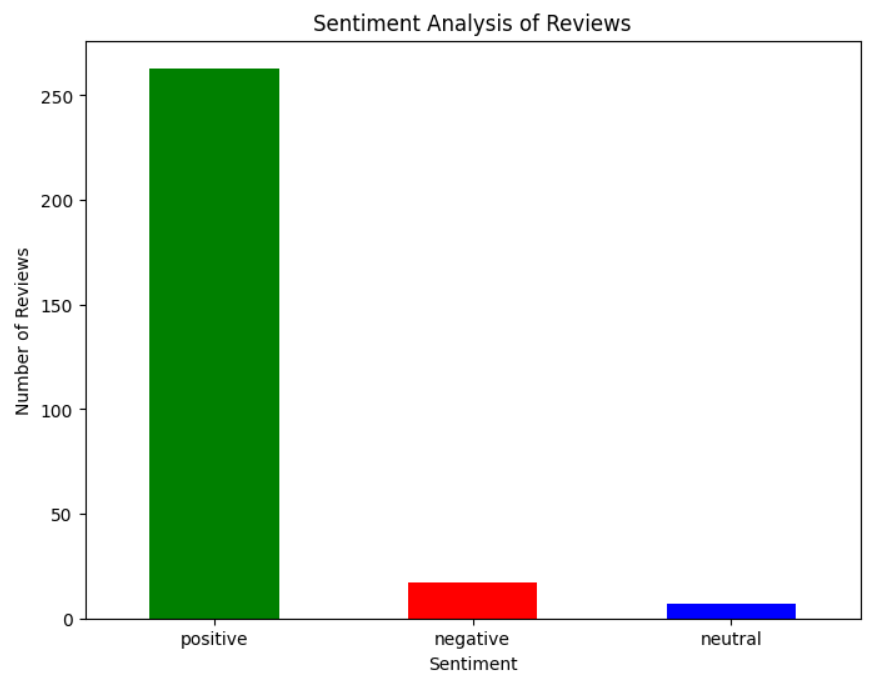 Sentiment Analysis of Reviews
Number of Reviews
250
200
150
100
50
0
positive negative neutral
Sentiment